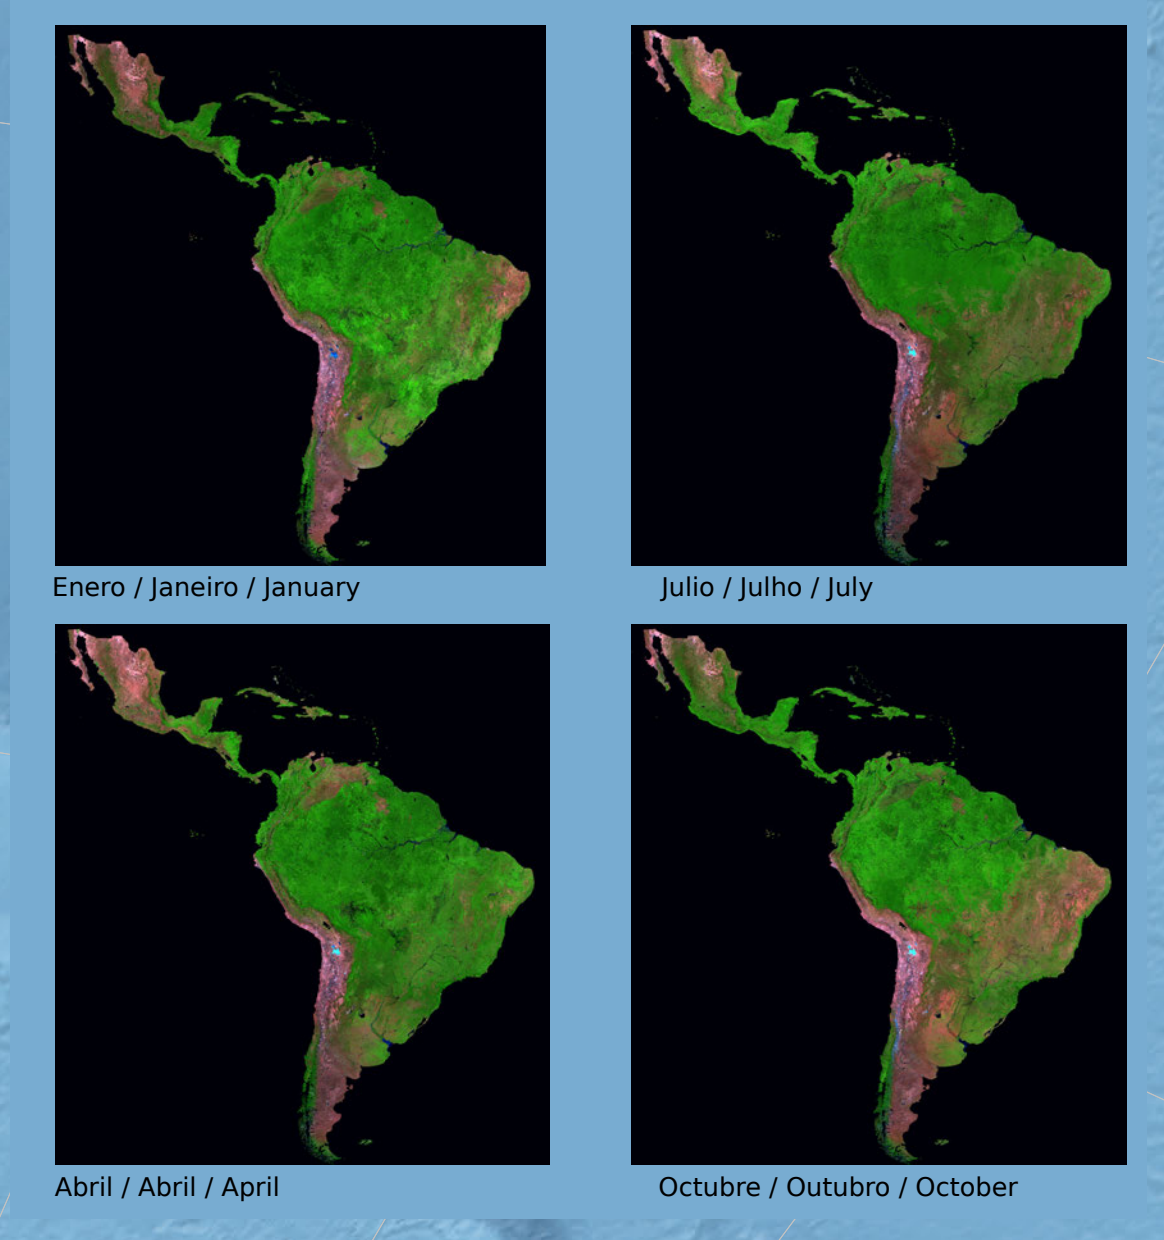 Enero / Janeiro / January
Julio / Julho / July
Abril / Abril / April
Octubre / Outubro / October